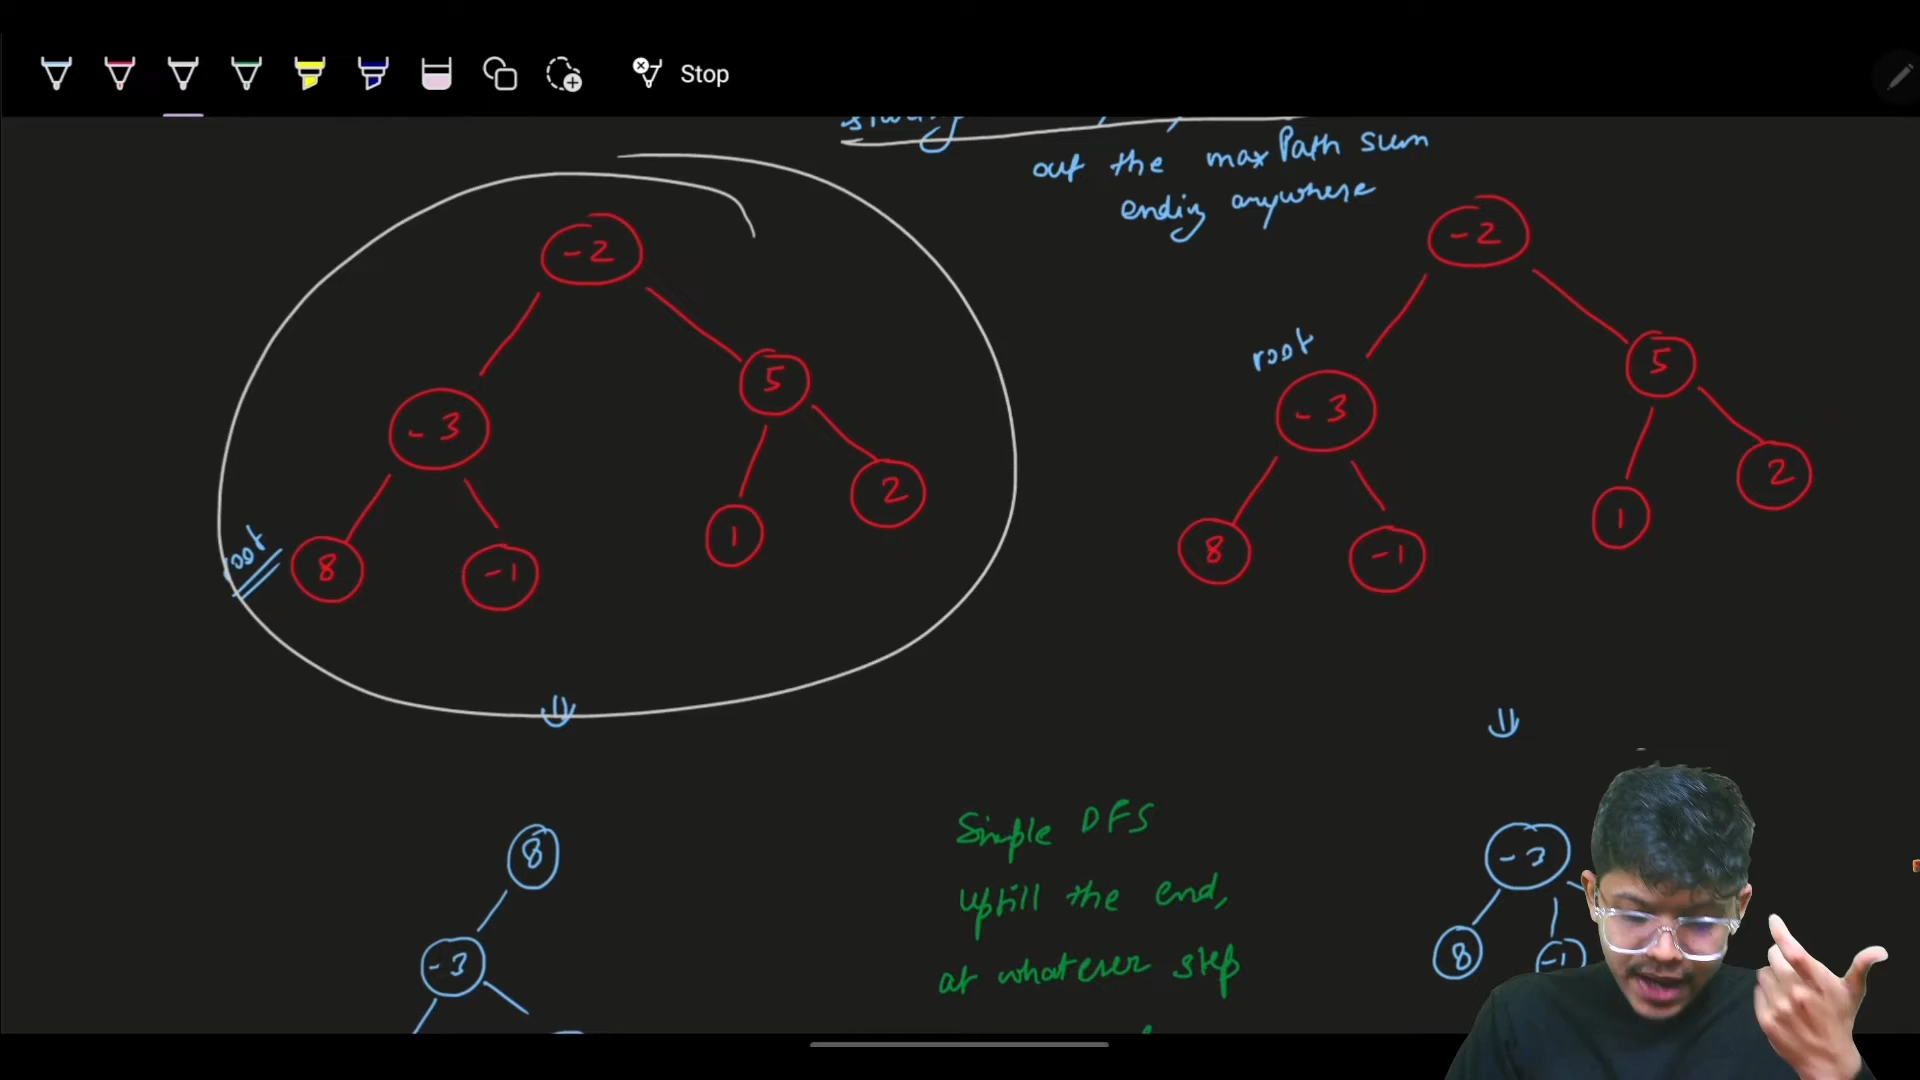 Stop
out the max Path sum
ending anywhere
-2
-3
5
8
-1
1
2
root
-2
root
-3
5
8
-1
1
2
8
-3
Simple DFS
uptill the end,
at whatever step
-3
8
-1